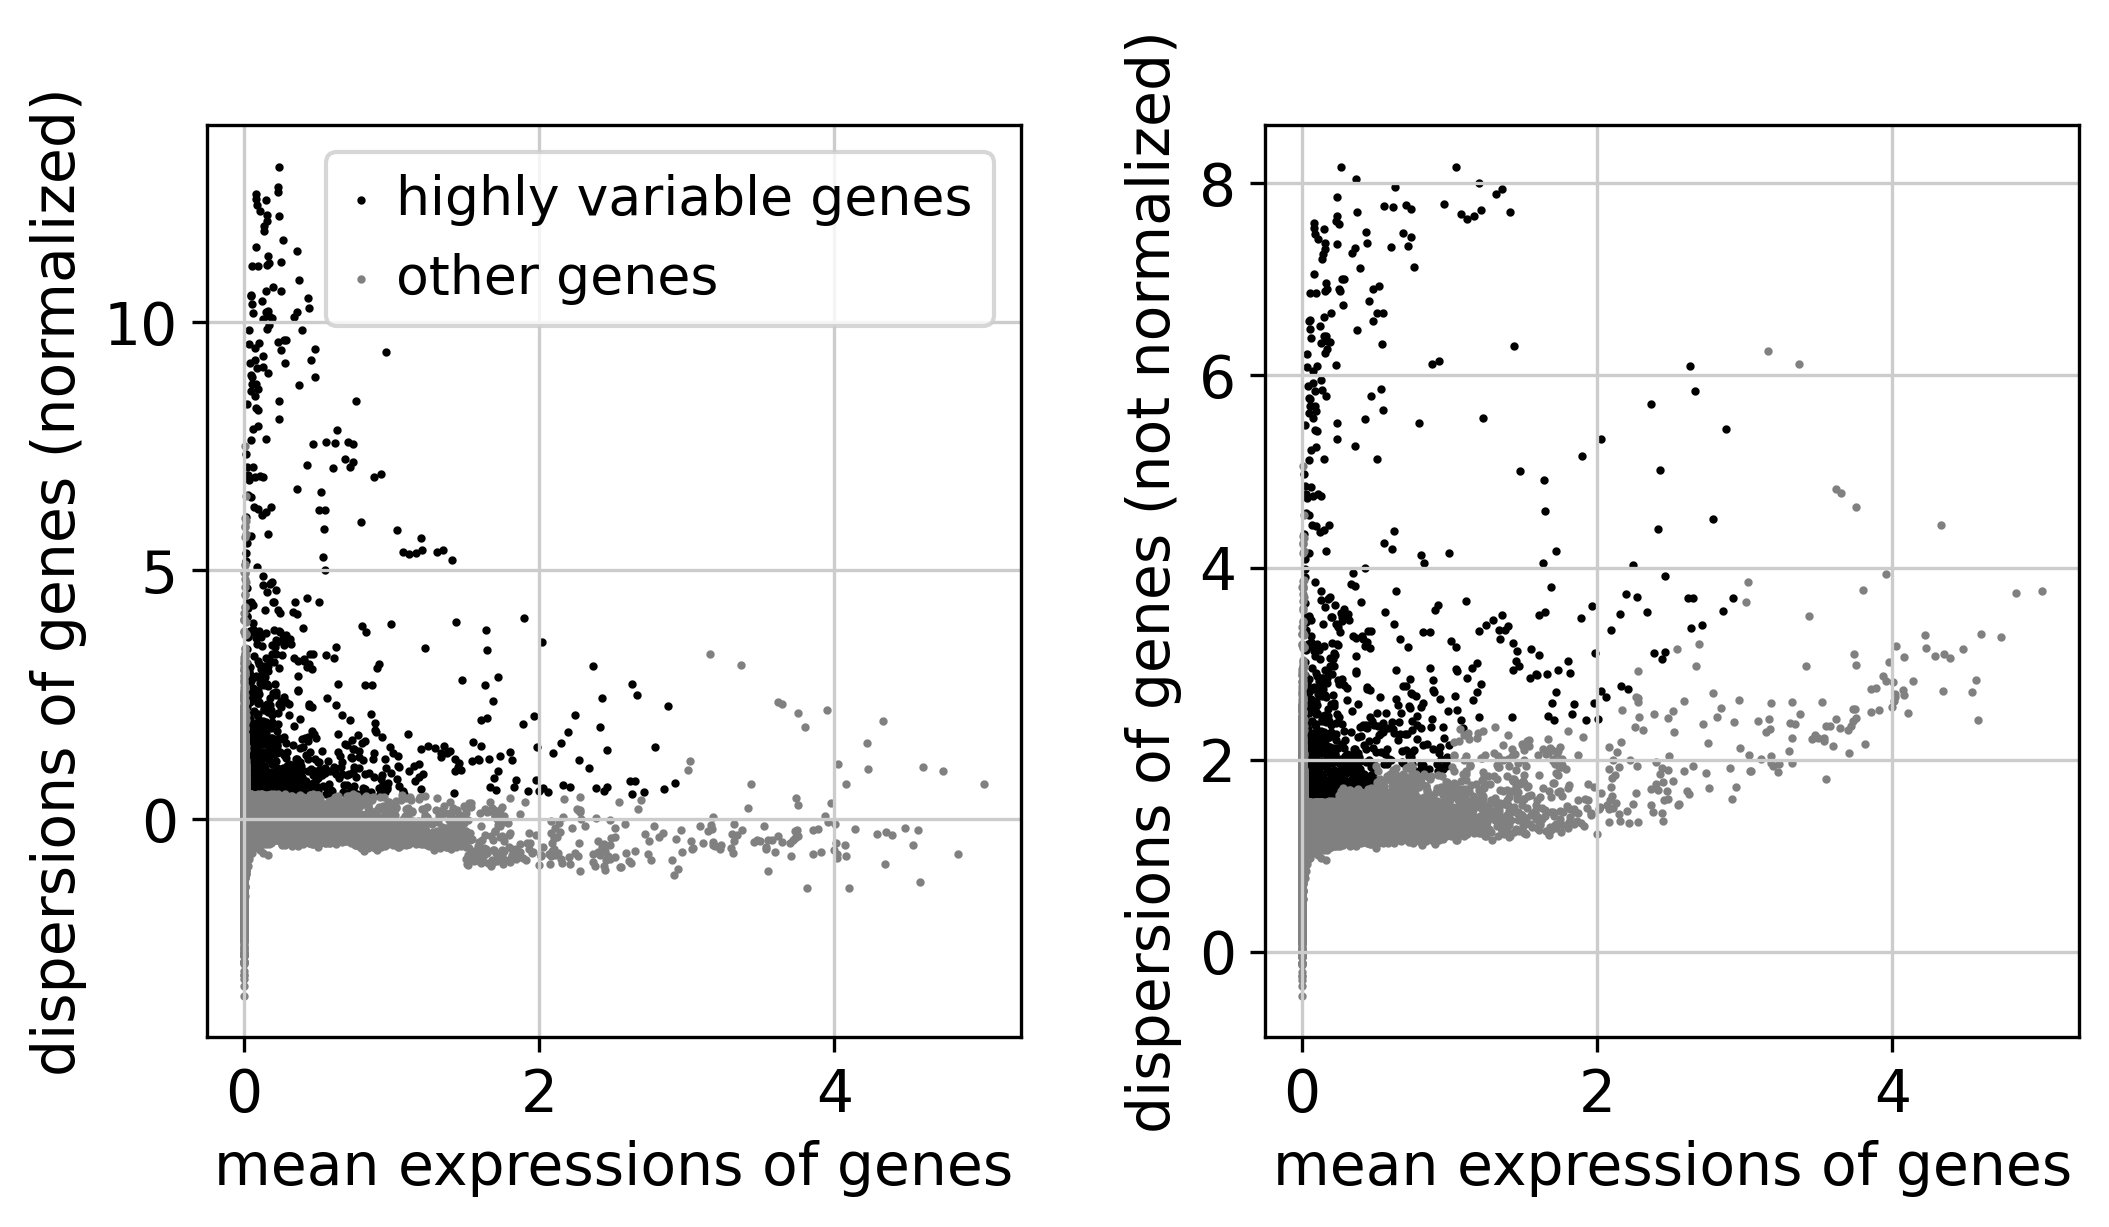 dispersions of genes (normalized)
10
5
0
highly variable genes
other genes
0 2 4
mean expressions of genes
dispersions of genes (not normalized)
8
6
4
2
0
0 2 4
mean expressions of genes